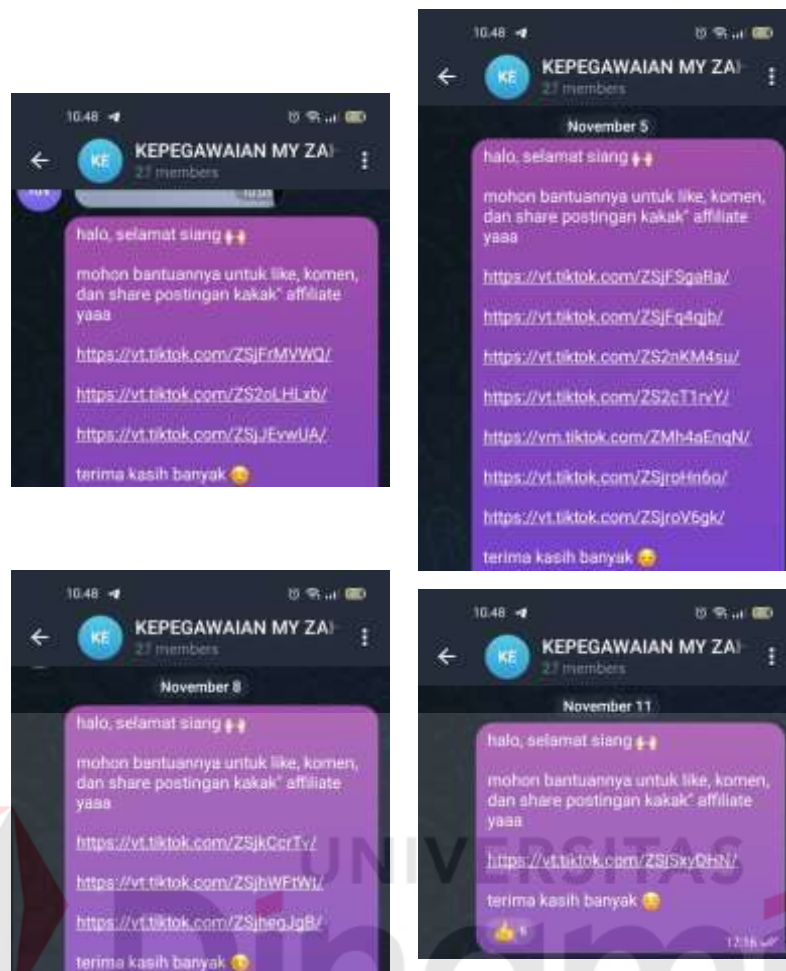 10.48
KEPEGAWAIAN MY ZA
27 members
halo, selamat siang 🙌
mohon bantuannya untuk like, komen,
dan share postingan kakak" affiliate
yaaa
https://vt.tiktok.com/ZSjFrMVWQ/
https://vt.tiktok.com/ZS2oLHLxb/
https://vt.tiktok.com/ZSjJEvwUA/
terima kasih banyak 😊
10.48
KE
KEPEGAWAIAN MY ZA
27 members
November 5
halo, selamat siang 🙌
mohon bantuannya untuk like, komen,
dan share postingan kakak" affiliate
yaaa
https://vt.tiktok.com/ZSjFSgaRa/
https://vt.tiktok.com/ZSjFq4qjb/
https://vt.tiktok.com/ZS2nKM4su/
https://vt.tiktok.com/ZS2cT1rvY/
https://vm.tiktok.com/ZMh4aEnqN/
https://vt.tiktok.com/ZSjroHn6o/
https://vt.tiktok.com/ZSjroV6gk/
terima kasih banyak 😊
10.48
KE
KEPEGAWAIAN MY ZA
27 members
November 8
halo, selamat siang 🙌
mohon bantuannya untuk like, komen,
dan share postingan kakak" affiliate
yaaa
https://vt.tiktok.com/ZSjkCcrTv/
https://vt.tiktok.com/ZSjhWFtWt/
https://vt.tiktok.com/ZSjhegJgB/
terima kasih banyak 😊
10.48
KE
KEPEGAWAIAN MY ZA
27 members
November 11
halo, selamat siang 🙌
mohon bantuannya untuk like, komen,
dan share postingan kakak" affiliate
yaaa
https://vt.tiktok.com/ZSjSxyDHN/
terima kasih banyak 😊
12.16
UNIVERSITAS
Dinami